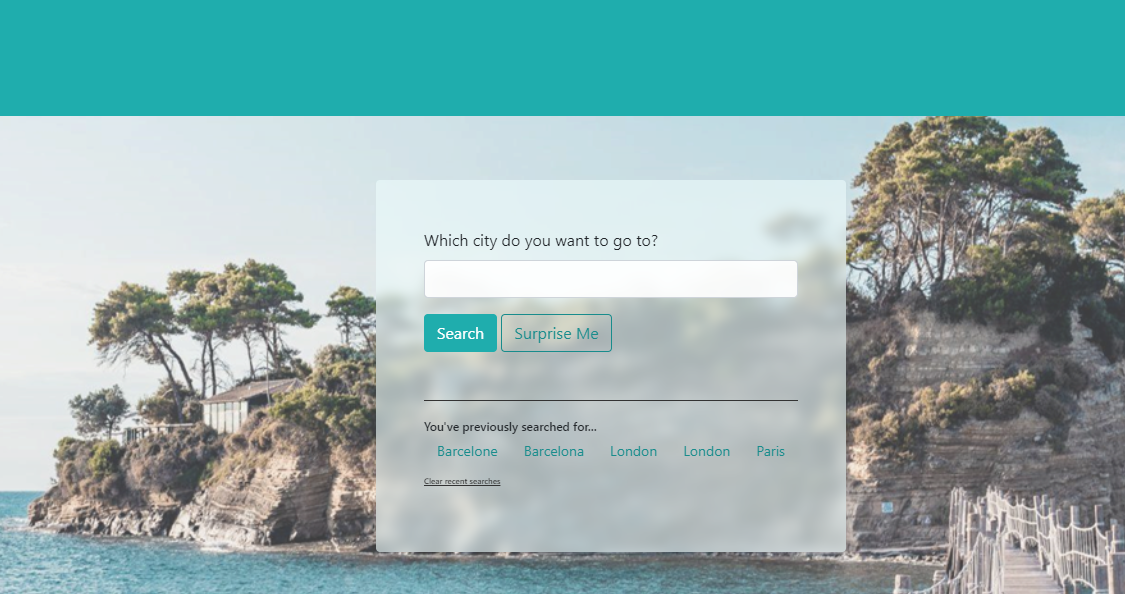 Which city do you want to go to?
Search Surprise Me
You've previously searched for...
Barcelone Barcelona London London Paris
Clear recent searches